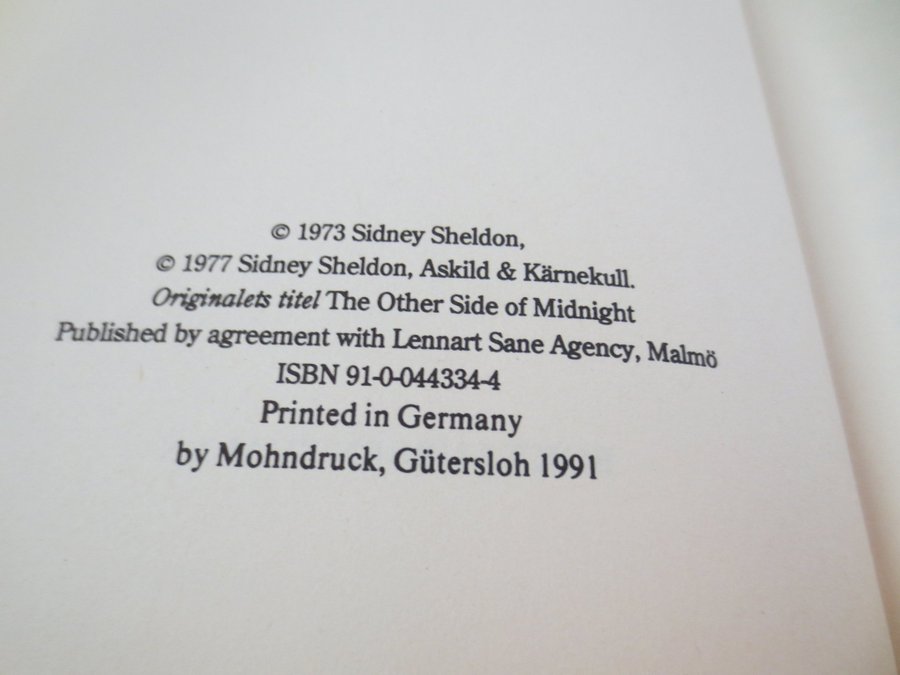 © 1973 Sidney Sheldon,
© 1977 Sidney Sheldon, Askild & Kärnekull.
Originalets titel The Other Side of Midnight
Published by agreement with Lennart Sane Agency, Malmö
ISBN 91-0-044334-4
Printed in Germany
by Mohndruck, Gütersloh 1991